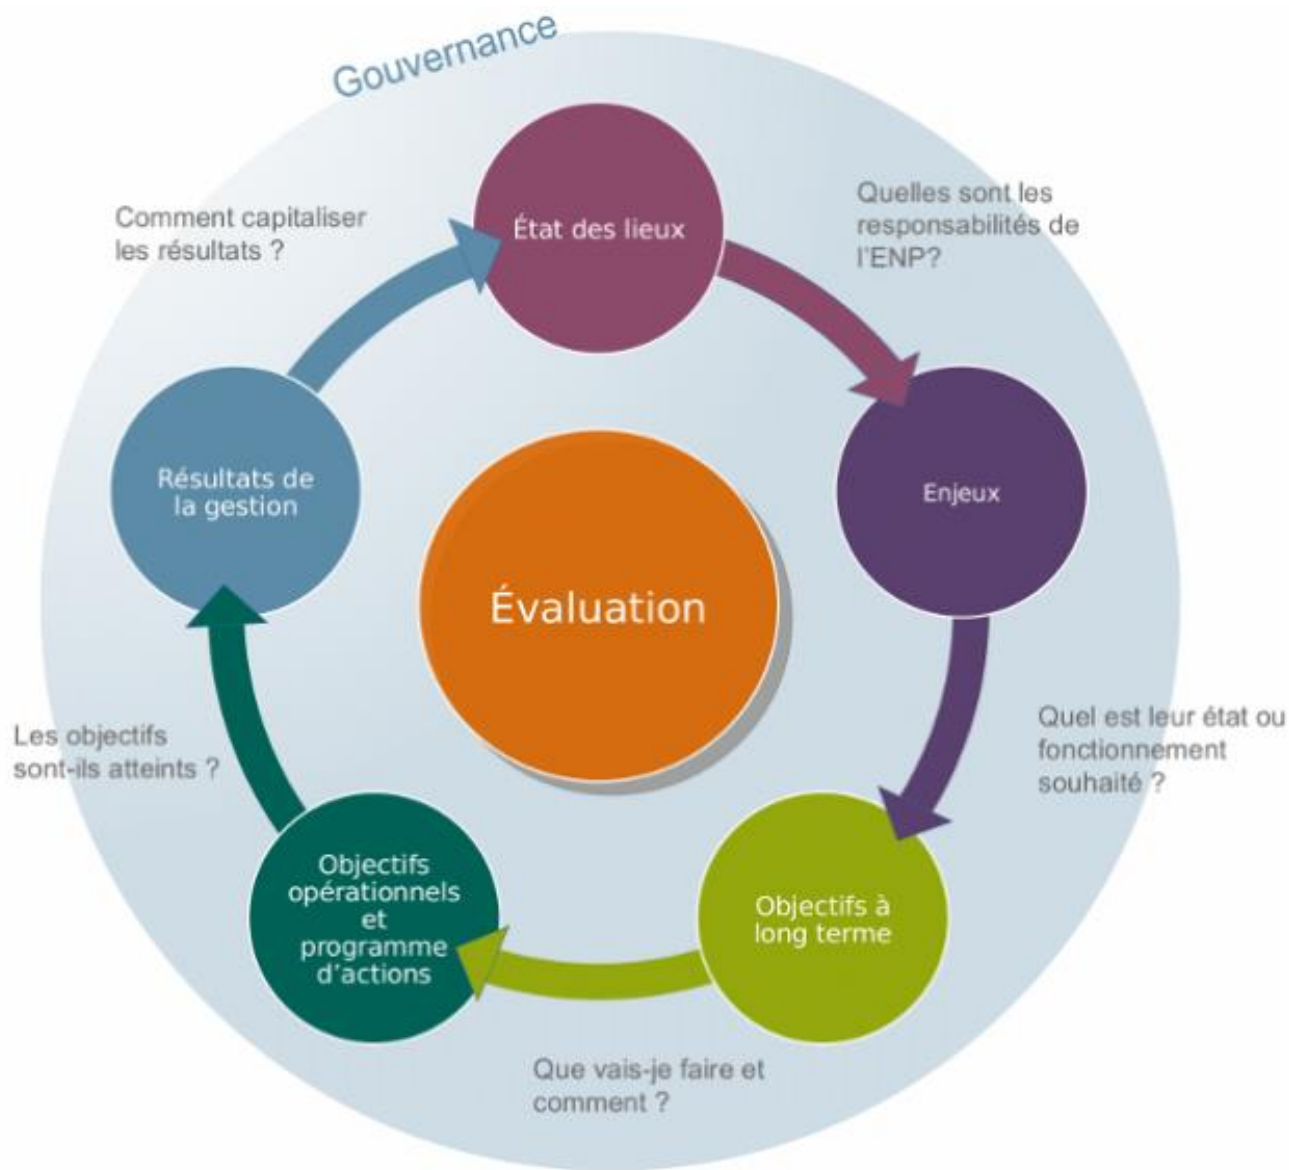 Gouvernance
État des lieux
Quelles sont les
responsabilités de
l'ENP?
Enjeux
Quel est leur état ou
fonctionnement
souhaité ?
Objectifs à
long terme
Que vais-je faire et
comment ?
Objectifs
opérationnels
et
programme
d'actions
Les objectifs
sont-ils atteints ?
Résultats de
la gestion
Comment capitaliser
les résultats ?
Évaluation